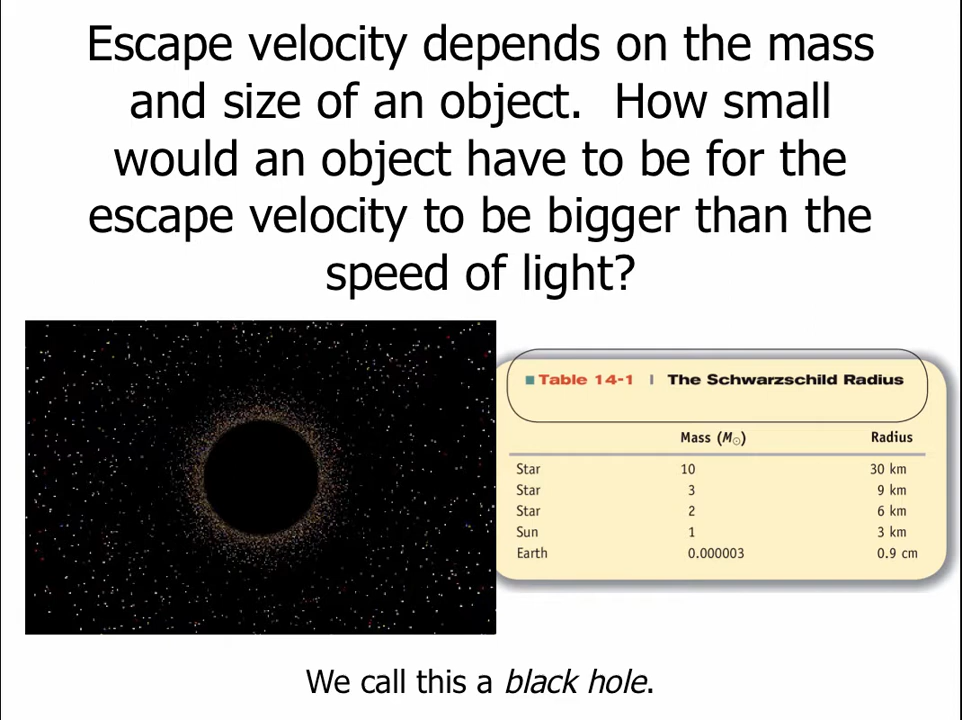 Escape velocity depends on the mass
and size of an object.  How small
would an object have to be for the
escape velocity to be bigger than the
speed of light?
■ Table 14-1 | The Schwarzschild Radius
Mass (M☉) Radius
Star 10 30 km
Star 3 9 km
Star 2 6 km
Sun 1 3 km
Earth 0.000003 0.9 cm
We call this a black hole.